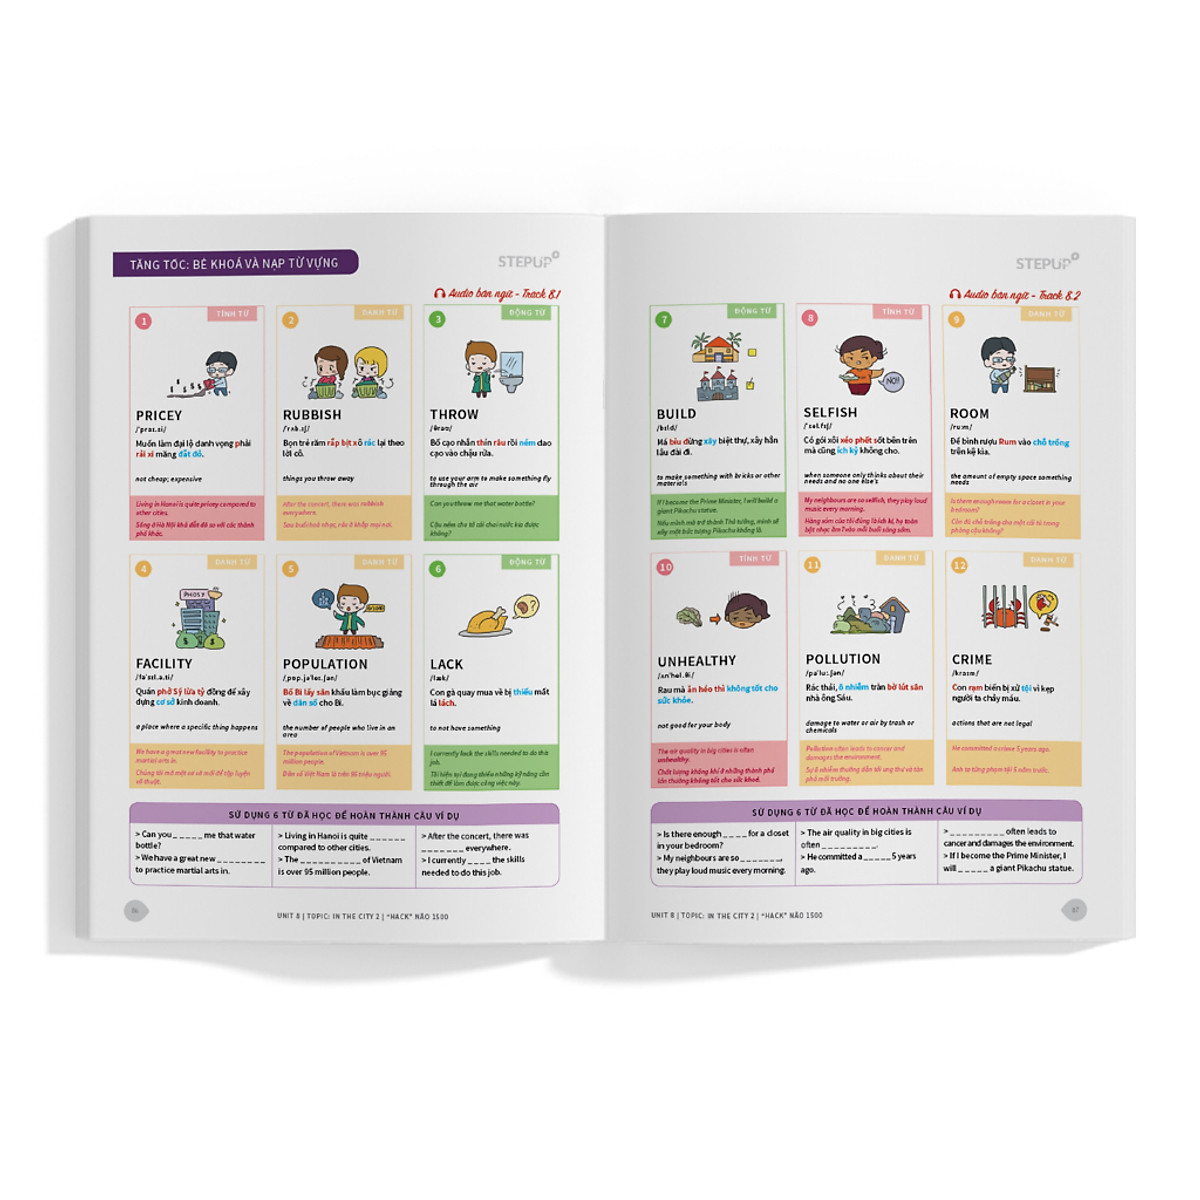 TĂNG TỐC: BẺ KHOÁ VÀ NẠP TỪ VỰNG
STEPUP
Audio bản ngữ - Track 8.1
1
TÍNH TỪ
PRICEY
/ˈpraɪ.si/
Muốn làm đại lộ danh vọng phải
rải xi măng đắt đỏ.
not cheap; expensive
Living in Hanoi is quite pricey compared to
other cities.
Sống ở Hà Nội khá đắt đỏ so với các thành
phố khác.
2
DANH TỪ
RUBBISH
/ˈrʌb.ɪʃ/
Bọn trẻ răm rắp bịt xô rác lại theo
lời cô.
things you throw away
After the concert, there was rubbish
everywhere.
Sau buổi hoà nhạc, rác ở khắp mọi nơi.
3
ĐỘNG TỪ
THROW
/θrəʊ/
Bố cạo nhẵn thín râu rồi ném dao
cạo vào chậu rửa.
to use your arm to make something fly
through the air
Can you throw me that water bottle?
Cậu ném cho tớ cái chai nước kia được
không?
4
DANH TỪ
PHO SỸ
FACILITY
/fəˈsɪl.ə.ti/
Quán phở Sỹ lừa tỷ đồng để xây
dựng cơ sở kinh doanh.
a place where a specific thing happens
We have a great new facility to practice
martial arts in.
Chúng tôi mới một cơ sở mới để tập luyện
võ thuật.
5
DANH TỪ
POPULATION
/ˌpɒp.jəˈleɪ.ʃən/
Bố Bi lấy sân khấu làm bục giảng
về dân số cho Bi.
the number of people who live in an
area
The population of Vietnam is over 95
million people.
Dân số Việt Nam là trên 95 triệu người.
6
ĐỘNG TỪ
LACK
/læk/
Con gà quay mua về bị thiếu mất
lá lách.
to not have something
I currently lack the skills needed to do this
job.
Tôi hiện tại đang thiếu những kỹ năng cần
thiết để làm được công việc này.
SỬ DỤNG 6 TỪ ĐÃ HỌC ĐỂ HOÀN THÀNH CÂU VÍ DỤ
> Can you _____ me that water
bottle?
> We have a great new ________
to practice martial arts in.
> Living in Hanoi is quite ______
compared to other cities.
> The __________ of Vietnam
is over 95 million people.
> After the concert, there was
_______ everywhere.
> I currently ____ the skills
needed to do this job.
UNIT 8 | TOPIC: IN THE CITY 2 | "HACK" NÃO 1500
STEPUP
Audio bản ngữ - Track 8.2
7
ĐỘNG TỪ
BUILD
/bɪld/
Má bĩu đừng xây biệt thự, xây hẳn
lâu đài đi.
to make something with bricks or other
materials
If I become the Prime Minister, I will build a
giant Pikachu statue.
Nếu mình mà trở thành Thủ tướng, mình sẽ
xây một bức tượng Pikachu khổng lồ.
8
TÍNH TỪ
NO!!
SELFISH
/ˈsel.fɪʃ/
Có gói xôi xéo phết sốt bên trên
mà cũng ích kỷ không cho.
when someone only thinks about their
needs and no one else's
My neighbours are so selfish, they play loud
music every morning.
Hàng xóm của tôi đúng là ích kỉ, họ toàn
bật nhạc ầm ĩ vào mỗi buổi sáng sớm.
9
DANH TỪ
ROOM
/ruːm/
Để bình rượu Rum vào chỗ trống
trên kệ kìa.
the amount of empty space something
needs
Is there enough room for a closet in your
bedroom?
Còn đủ chỗ trống cho một cái tủ trong
phòng cậu không?
10
TÍNH TỪ
UNHEALTHY
/ʌnˈhel.θi/
Rau mà ăn héo thì không tốt cho
sức khỏe.
not good for your body
The air quality in big cities is often
unhealthy.
Chất lượng không khí ở những thành phố
lớn thường không tốt cho sức khoẻ.
11
DANH TỪ
POLLUTION
/pəˈluː.ʃən/
Rác thải, ô nhiễm tràn bờ lút sân
nhà ông Sáu.
damage to water or air by trash or
chemicals
Pollution often leads to cancer and
damages the environment.
Sự ô nhiễm thường dẫn tới ung thư và tàn
phá môi trường.
12
DANH TỪ
CRIME
/kraɪm/
Con rạm biển bị xử tội vì kẹp
người ta chảy máu.
actions that are not legal
He committed a crime 5 years ago.
Anh ta từng phạm tội 5 năm trước.
SỬ DỤNG 6 TỪ ĐÃ HỌC ĐỂ HOÀN THÀNH CÂU VÍ DỤ
> Is there enough ____ for a closet
in your bedroom?
> My neighbours are so _______,
they play loud music every morning.
> The air quality in big cities is
often _________.
> He committed a _____ 5 years
ago.
> _________ often leads to
cancer and damages the environment.
> If I become the Prime Minister, I
will _____ a giant Pikachu statue.
UNIT 8 | TOPIC: IN THE CITY 2 | "HACK" NÃO 1500
67